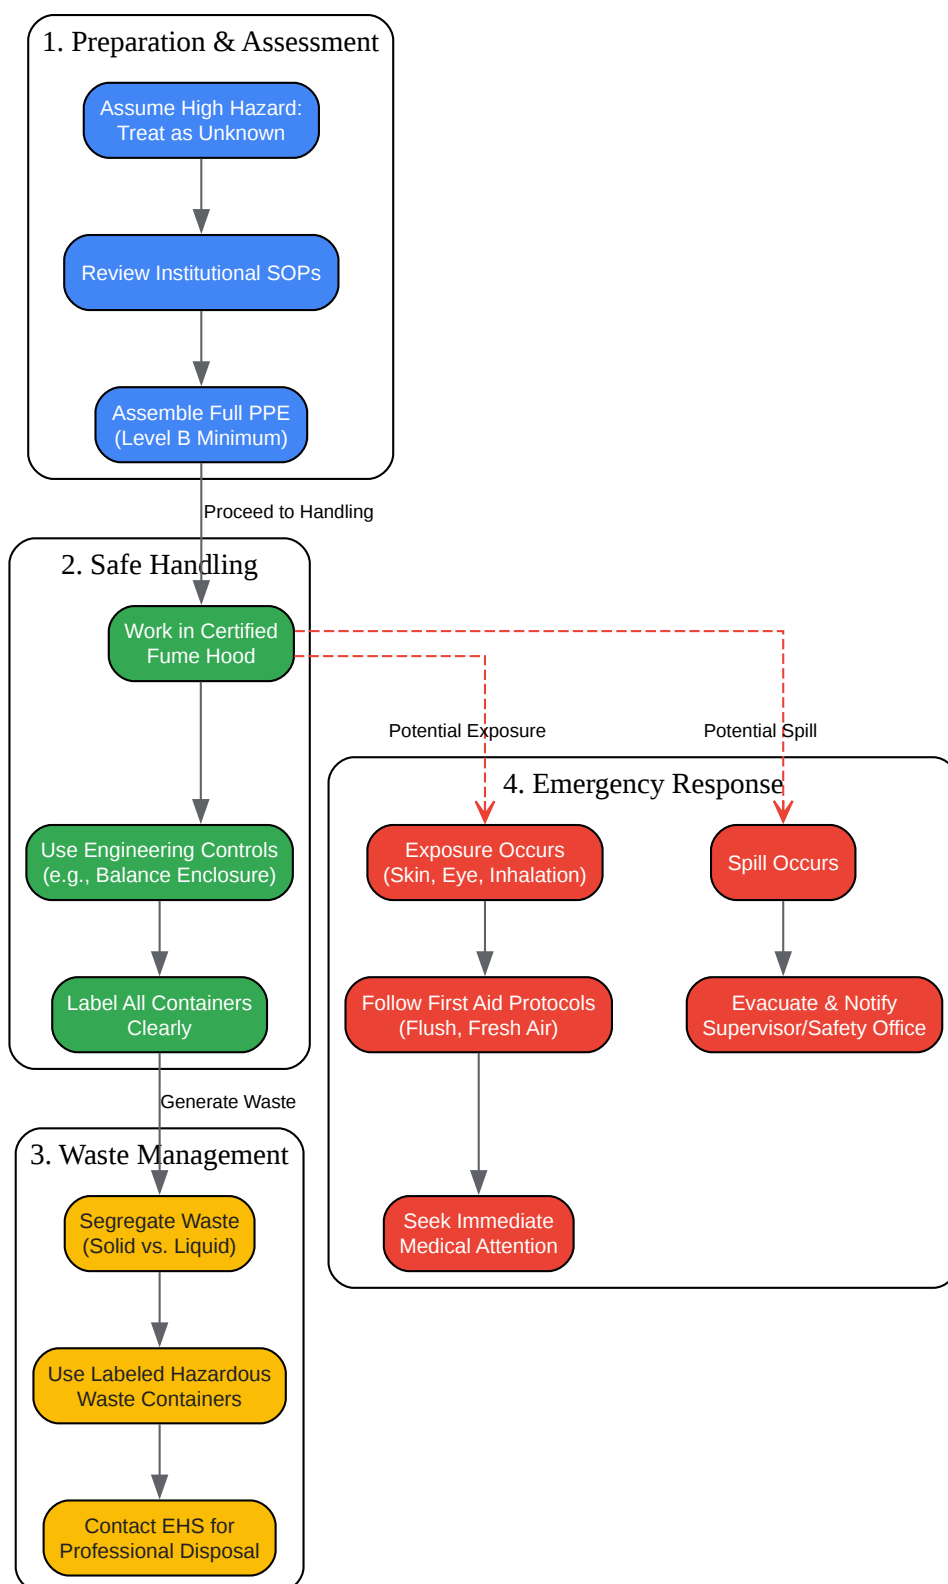 1. Preparation & Assessment
Assume High Hazard:
Treat as Unknown
Review Institutional SOPs
Assemble Full PPE
(Level B Minimum)
Proceed to Handling
2. Safe Handling
Work in Certified
Fume Hood
Potential Exposure
Potential Spill
4. Emergency Response
Use Engineering Controls
(e.g., Balance Enclosure)
Exposure Occurs
(Skin, Eye, Inhalation)
Spill Occurs
Label All Containers
Clearly
Follow First Aid Protocols
(Flush, Fresh Air)
Evacuate & Notify
Supervisor/Safety Office
Generate Waste
3. Waste Management
Segregate Waste
(Solid vs. Liquid)
Seek Immediate
Medical Attention
Use Labeled Hazardous
Waste Containers
Contact EHS for
Professional Disposal